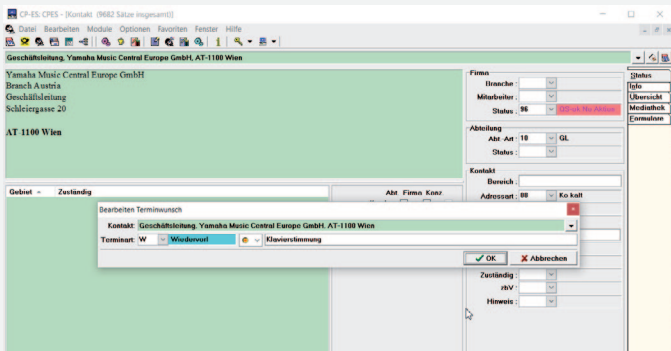 CP-ES: CPES - [Kontakt (9682 Sätze insgesamt)]
Datei Bearbeiten Module Optionen Favoriten Fenster Hilfe
Geschäftsleitung, Yamaha Music Central Europe GmbH, AT-1100 Wien
Yamaha Music Central Europe GmbH
Branch Austria
Geschäftsleitung
Schleiergasse 20
AT-1100 Wien
Firma
Branche :
Mitarbeiter :
Status : 96
Abteilung
Abt.-Art : 10 GL
Status :
Kontakt
Bereich :
Adressart : 88 Ko kalt
Status
Info
Übersicht
Mediathek
Formulare
Gebiet Zuständig
Abt. Firma Konz.
Bearbeiten Terminwunsch
Kontakt: Geschäftsleitung, Yamaha Music Central Europe GmbH, AT-1100 Wien
Terminart: W Wiedervorl Klavierstimmung
OK Abbrechen
Zuständig :
rbV :
Hinweis :